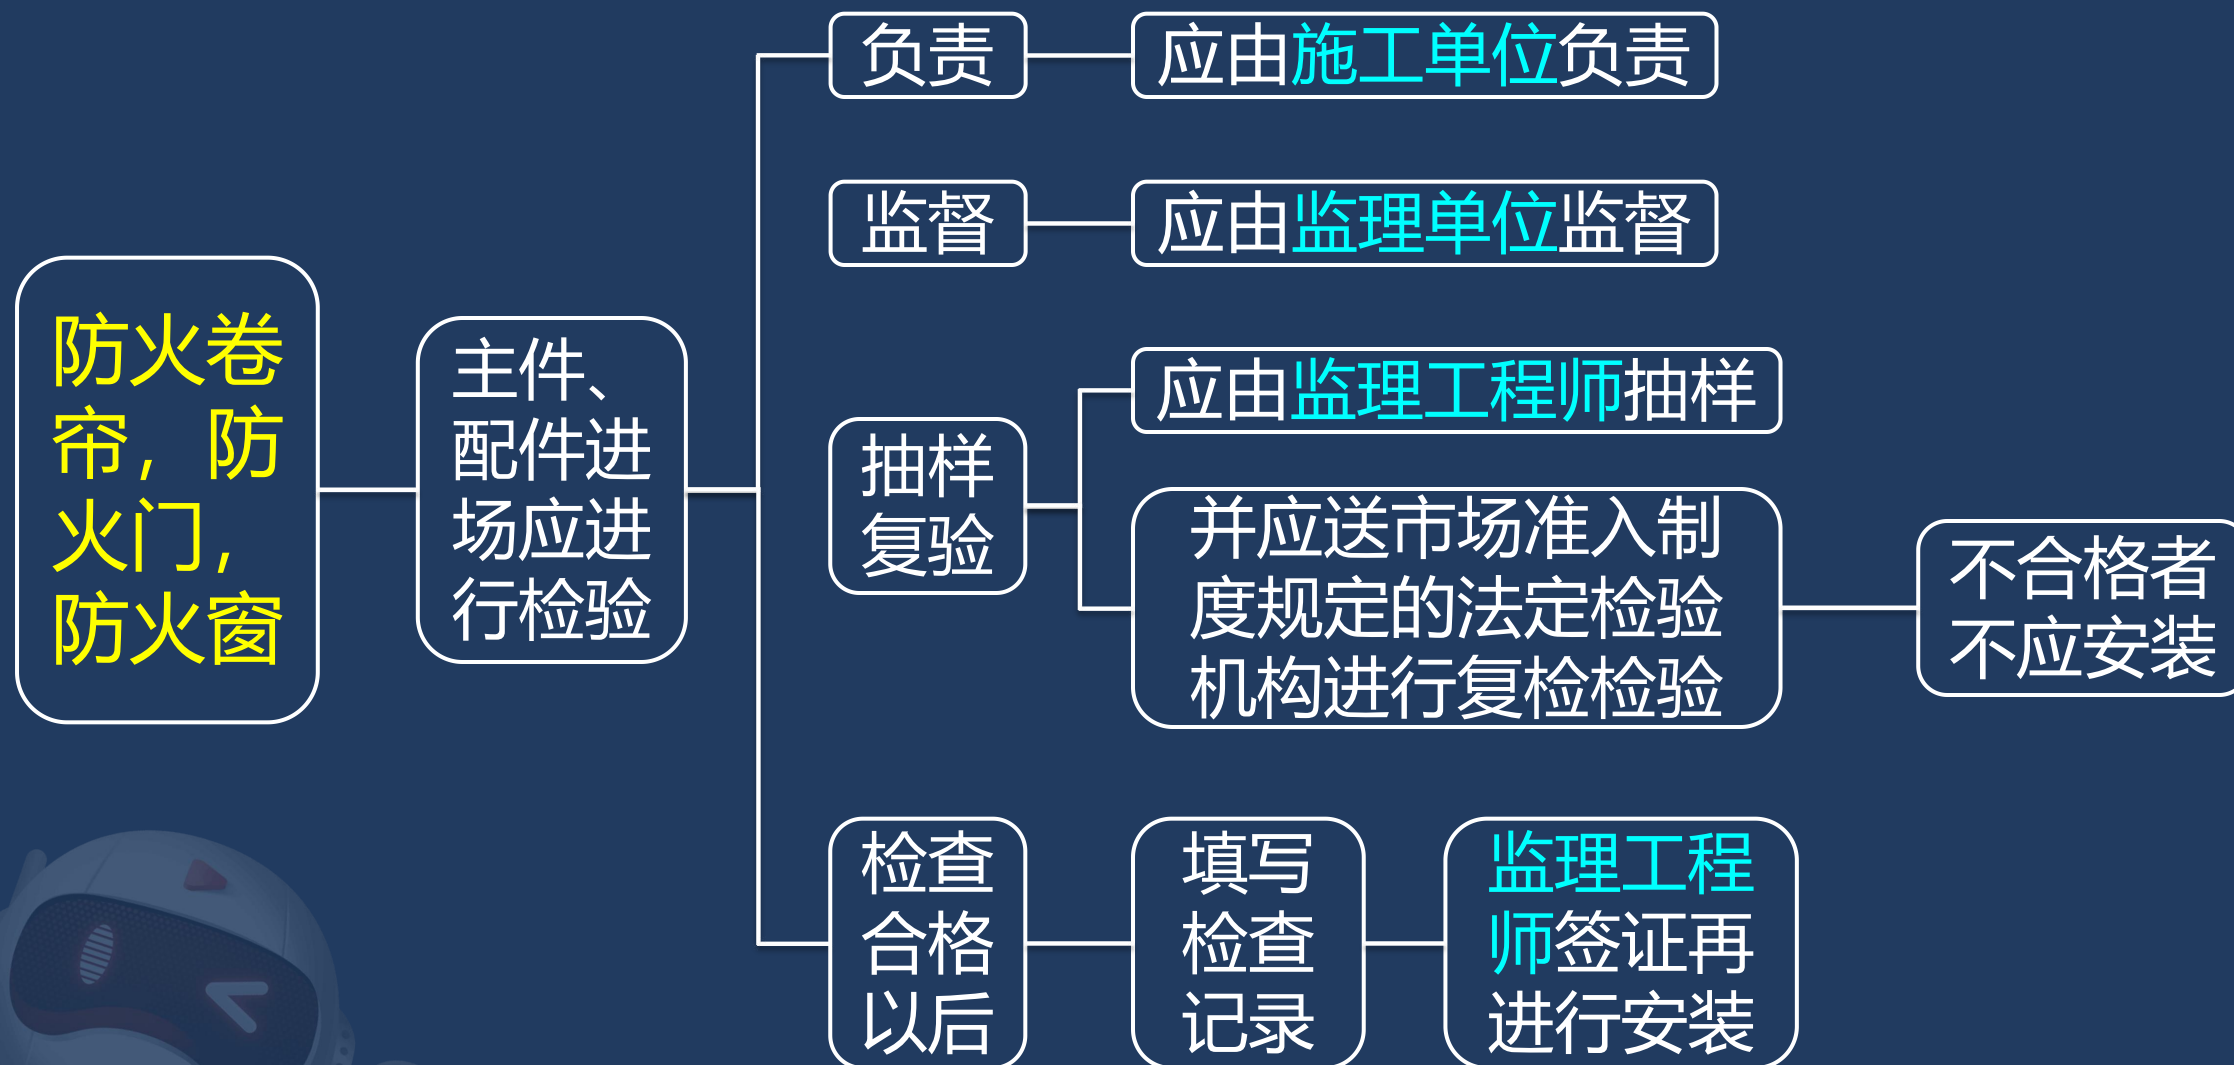 防火卷
帘，防
火门，
防火窗
主件、
配件进
场应进
行检验
负责
应由施工单位负责
监督
应由监理单位监督
抽样
复验
应由监理工程师抽样
并应送市场准入制
度规定的法定检验
机构进行复检检验
不合格者
不应安装
检查
合格
以后
填写
检查
记录
监理工程
师签证再
进行安装